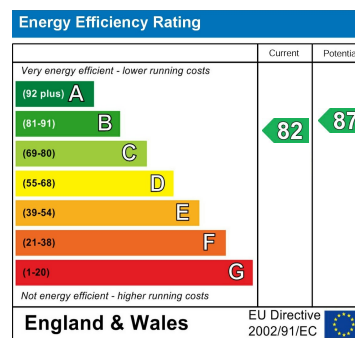 Energy Efficiency Rating
Current Potentia
Very energy efficient - lower running costs
(92 plus) A
(81-91) B
82 87
(69-80) C
(55-68) D
(39-54) E
(21-38) F
(1-20) G
Not energy efficient - higher running costs
England & Wales
EU Directive
2002/91/EC